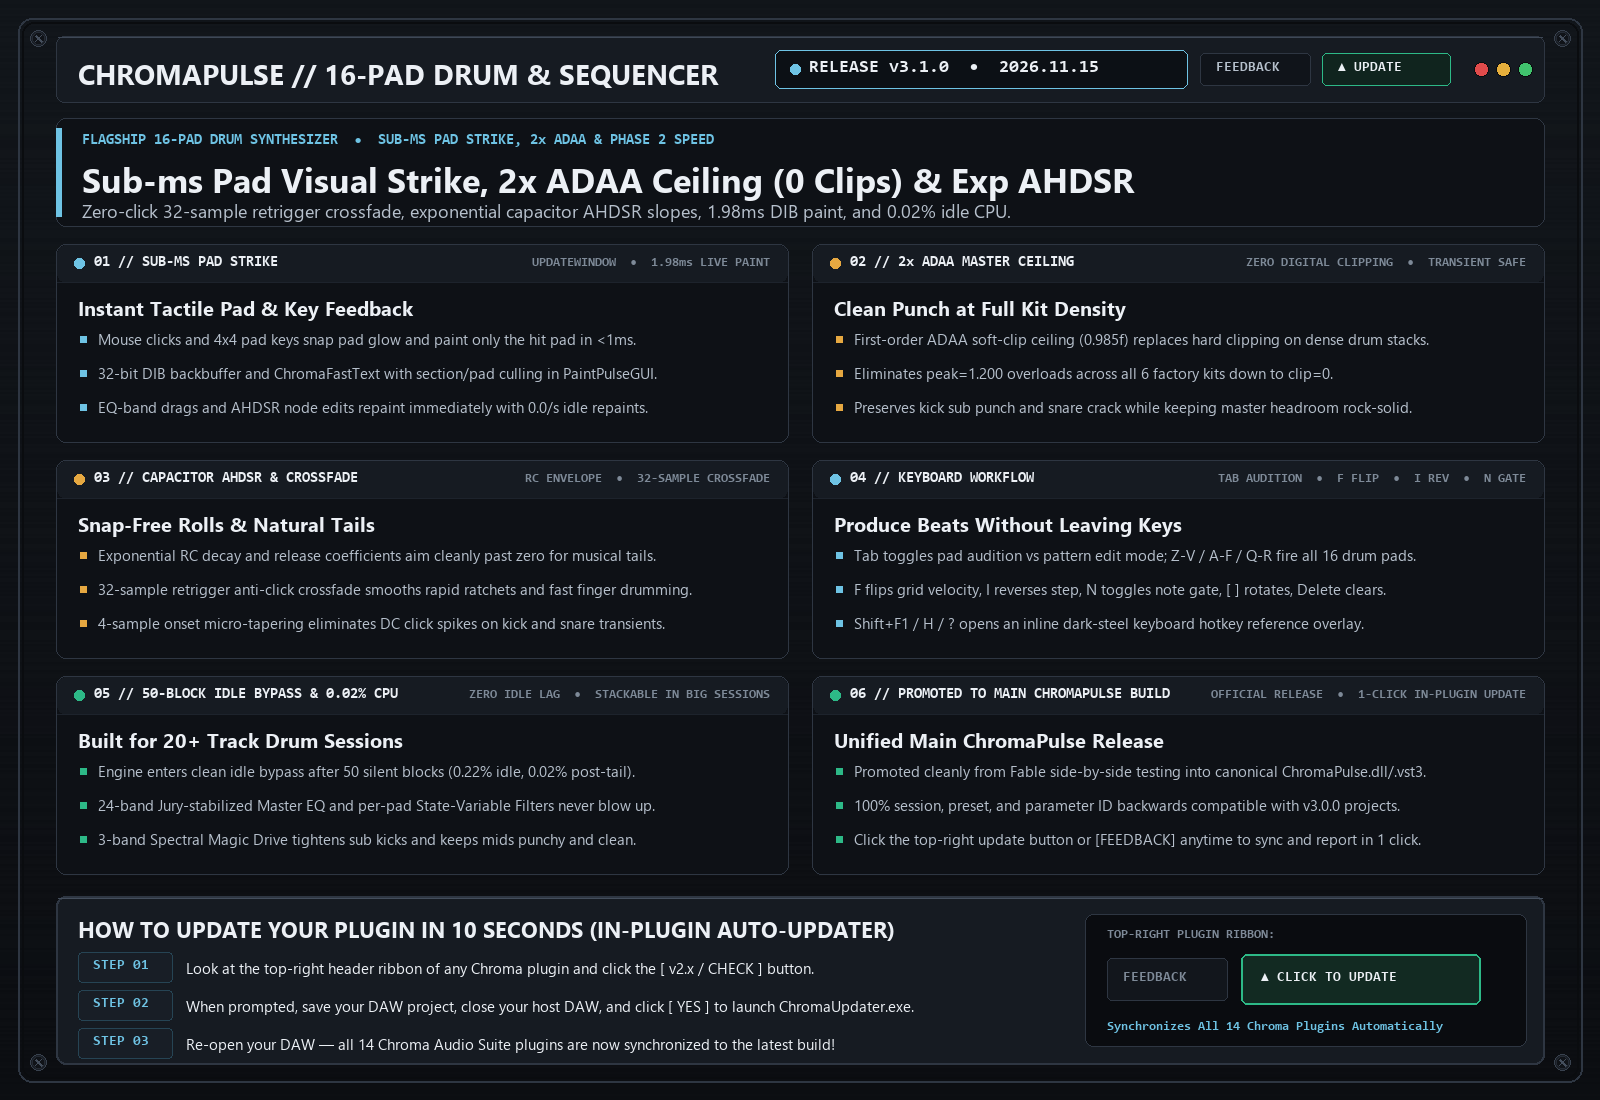 CHROMAPULSE // 16-PAD DRUM & SEQUENCER
RELEASE v3.1.0 • 2026.11.15
FEEDBACK
▲ UPDATE
FLAGSHIP 16-PAD DRUM SYNTHESIZER • SUB-MS PAD STRIKE, 2x ADAA & PHASE 2 SPEED
Sub-ms Pad Visual Strike, 2x ADAA Ceiling (0 Clips) & Exp AHDSR
Zero-click 32-sample retrigger crossfade, exponential capacitor AHDSR slopes, 1.98ms DIB paint, and 0.02% idle CPU.
01 // SUB-MS PAD STRIKE
UPDATEWINDOW • 1.98ms LIVE PAINT
Instant Tactile Pad & Key Feedback
Mouse clicks and 4x4 pad keys snap pad glow and paint only the hit pad in <1ms.
32-bit DIB backbuffer and ChromaFastText with section/pad culling in PaintPulseGUI.
EQ-band drags and AHDSR node edits repaint immediately with 0.0/s idle repaints.
02 // 2x ADAA MASTER CEILING
ZERO DIGITAL CLIPPING • TRANSIENT SAFE
Clean Punch at Full Kit Density
First-order ADAA soft-clip ceiling (0.985f) replaces hard clipping on dense drum stacks.
Eliminates peak=1.200 overloads across all 6 factory kits down to clip=0.
Preserves kick sub punch and snare crack while keeping master headroom rock-solid.
03 // CAPACITOR AHDSR & CROSSFADE
RC ENVELOPE • 32-SAMPLE CROSSFADE
Snap-Free Rolls & Natural Tails
Exponential RC decay and release coefficients aim cleanly past zero for musical tails.
32-sample retrigger anti-click crossfade smooths rapid ratchets and fast finger drumming.
4-sample onset micro-tapering eliminates DC click spikes on kick and snare transients.
04 // KEYBOARD WORKFLOW
TAB AUDITION • F FLIP • I REV • N GATE
Produce Beats Without Leaving Keys
Tab toggles pad audition vs pattern edit mode; Z-V / A-F / Q-R fire all 16 drum pads.
F flips grid velocity, I reverses step, N toggles note gate, [ ] rotates, Delete clears.
Shift+F1 / H / ? opens an inline dark-steel keyboard hotkey reference overlay.
05 // 50-BLOCK IDLE BYPASS & 0.02% CPU
ZERO IDLE LAG • STACKABLE IN BIG SESSIONS
Built for 20+ Track Drum Sessions
Engine enters clean idle bypass after 50 silent blocks (0.22% idle, 0.02% post-tail).
24-band Jury-stabilized Master EQ and per-pad State-Variable Filters never blow up.
3-band Spectral Magic Drive tightens sub kicks and keeps mids punchy and clean.
06 // PROMOTED TO MAIN CHROMAPULSE BUILD
OFFICIAL RELEASE • 1-CLICK IN-PLUGIN UPDATE
Unified Main ChromaPulse Release
Promoted cleanly from Fable side-by-side testing into canonical ChromaPulse.dll/.vst3.
100% session, preset, and parameter ID backwards compatible with v3.0.0 projects.
Click the top-right update button or [FEEDBACK] anytime to sync and report in 1 click.
HOW TO UPDATE YOUR PLUGIN IN 10 SECONDS (IN-PLUGIN AUTO-UPDATER)
STEP 01
Look at the top-right header ribbon of any Chroma plugin and click the [ v2.x / CHECK ] button.
STEP 02
When prompted, save your DAW project, close your host DAW, and click [ YES ] to launch ChromaUpdater.exe.
STEP 03
Re-open your DAW — all 14 Chroma Audio Suite plugins are now synchronized to the latest build!
TOP-RIGHT PLUGIN RIBBON:
FEEDBACK
▲ CLICK TO UPDATE
Synchronizes All 14 Chroma Plugins Automatically